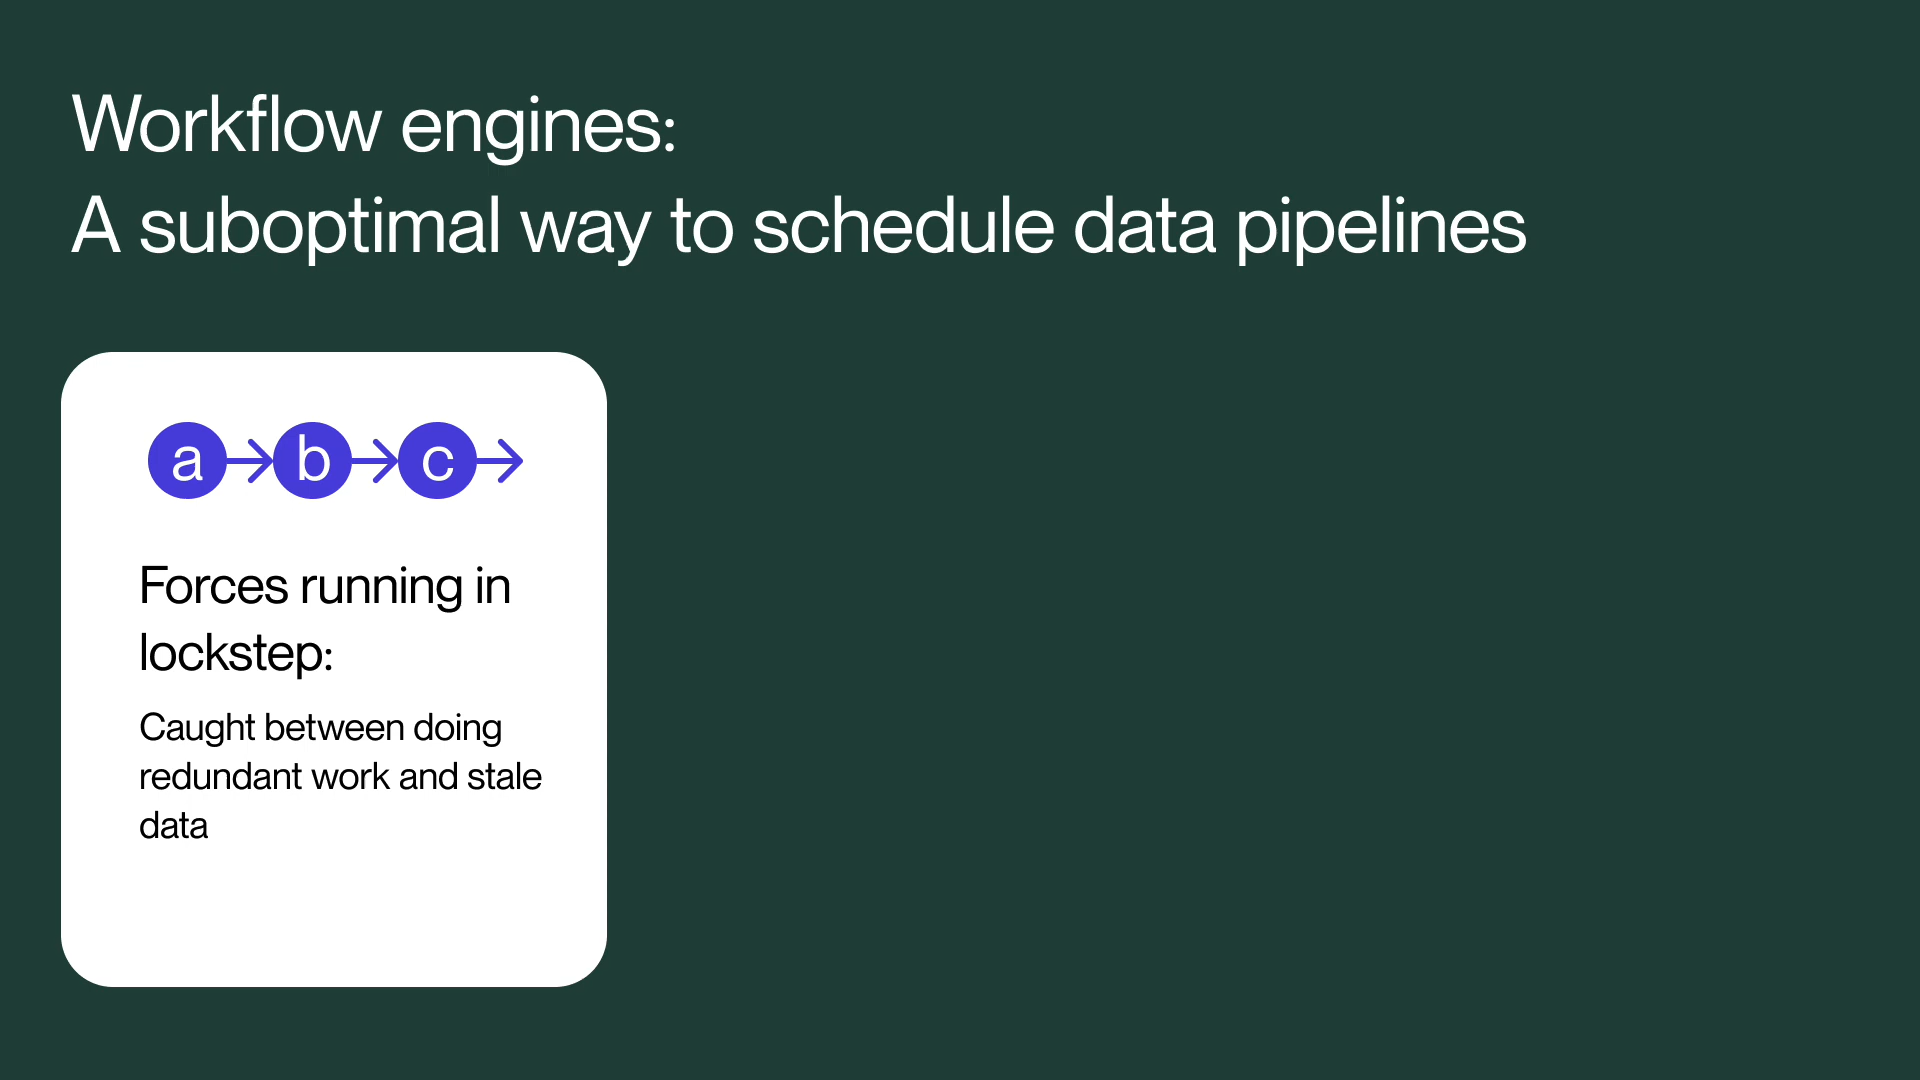 Workflow engines:
A suboptimal way to schedule data pipelines
a b c
Forces running in
lockstep:
Caught between doing
redundant work and stale
data